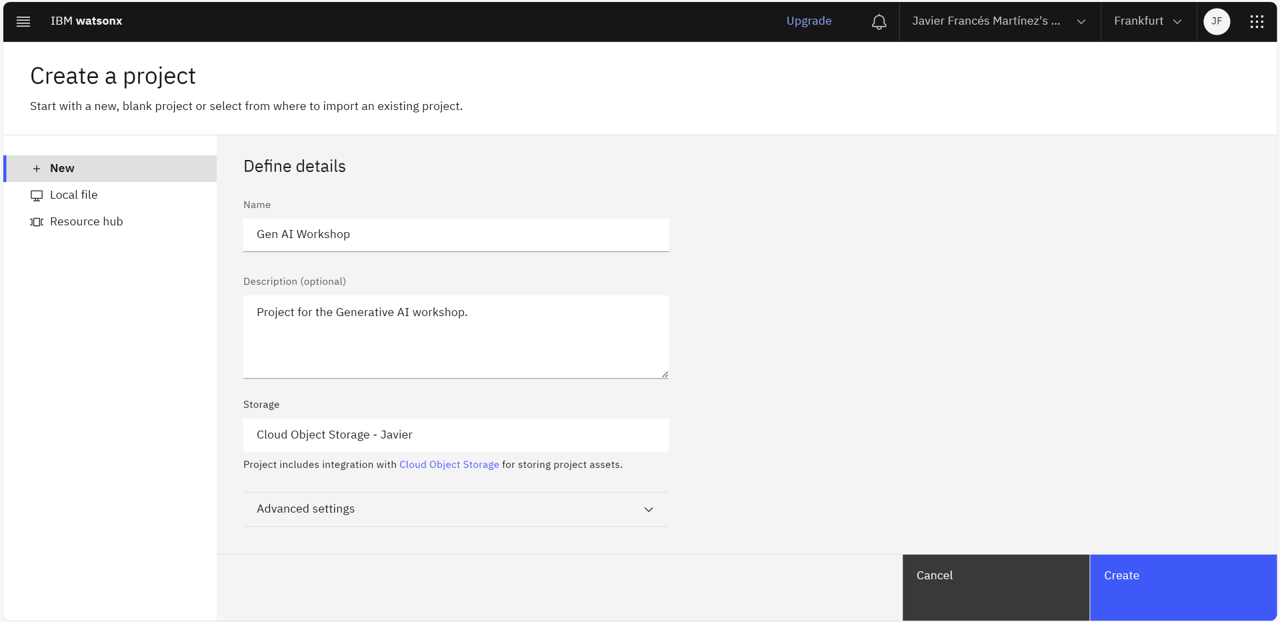 IBM watsonx
Upgrade
Javier Francés Martínez's ...
Frankfurt
JF
Create a project
Start with a new, blank project or select from where to import an existing project.
+ New
Local file
Resource hub
Define details
Name
Gen AI Workshop
Description (optional)
Project for the Generative AI workshop.
Storage
Cloud Object Storage - Javier
Project includes integration with Cloud Object Storage for storing project assets.
Advanced settings
Cancel
Create